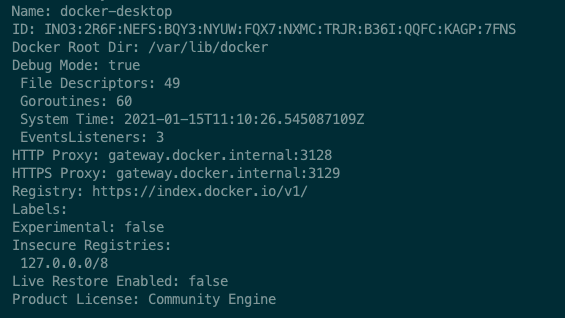 Name: docker-desktop
ID: INO3:2R6F:NEFS:BQY3:NYUW:FQX7:NXMC:TRJR:B36I:QQFC:KAGP:7FNS
Docker Root Dir: /var/lib/docker
Debug Mode: true
 File Descriptors: 49
 Goroutines: 60
 System Time: 2021-01-15T11:10:26.545087109Z
 EventsListeners: 3
HTTP Proxy: gateway.docker.internal:3128
HTTPS Proxy: gateway.docker.internal:3129
Registry: https://index.docker.io/v1/
Labels:
Experimental: false
Insecure Registries:
 127.0.0.0/8
Live Restore Enabled: false
Product License: Community Engine